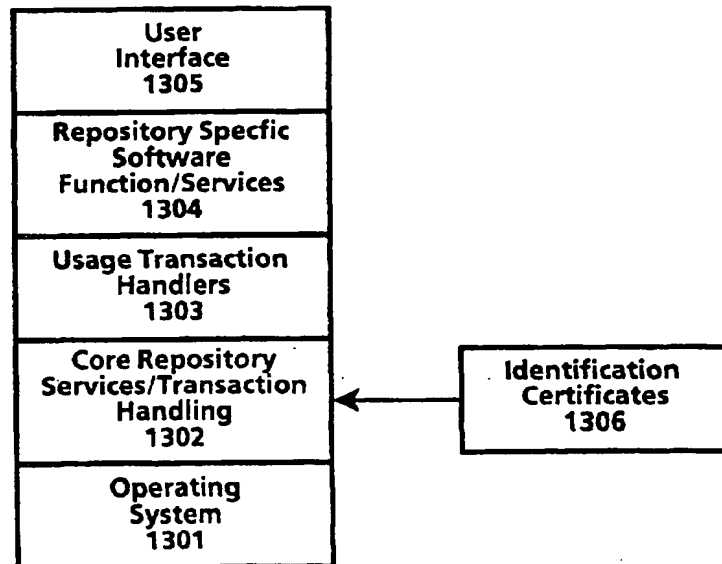 User
Interface
1305
Repository Specfic
Software
Function/Services
1304
Usage Transaction
Handlers
1303
Core Repository
Services/Transaction
Handling
1302
Identification
Certificates
1306
Operating
System
1301